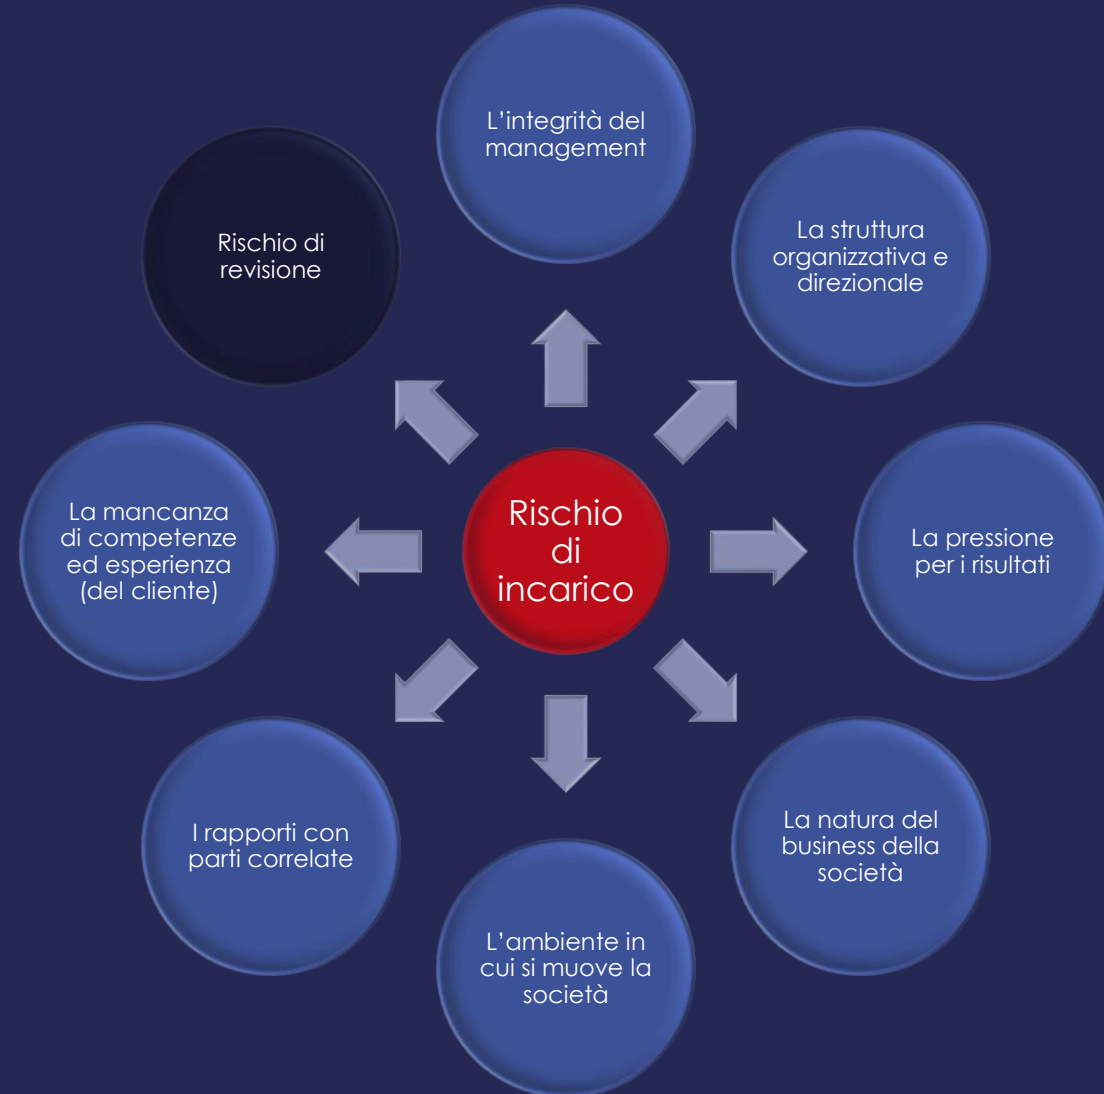 L’integrità del
management
La struttura
organizzativa e
direzionale
La pressione
per i risultati
La natura del
business della
società
L’ambiente in
cui si muove la
società
I rapporti con
parti correlate
La mancanza
di competenze
ed esperienza
(del cliente)
Rischio di
revisione
Rischio
di
incarico